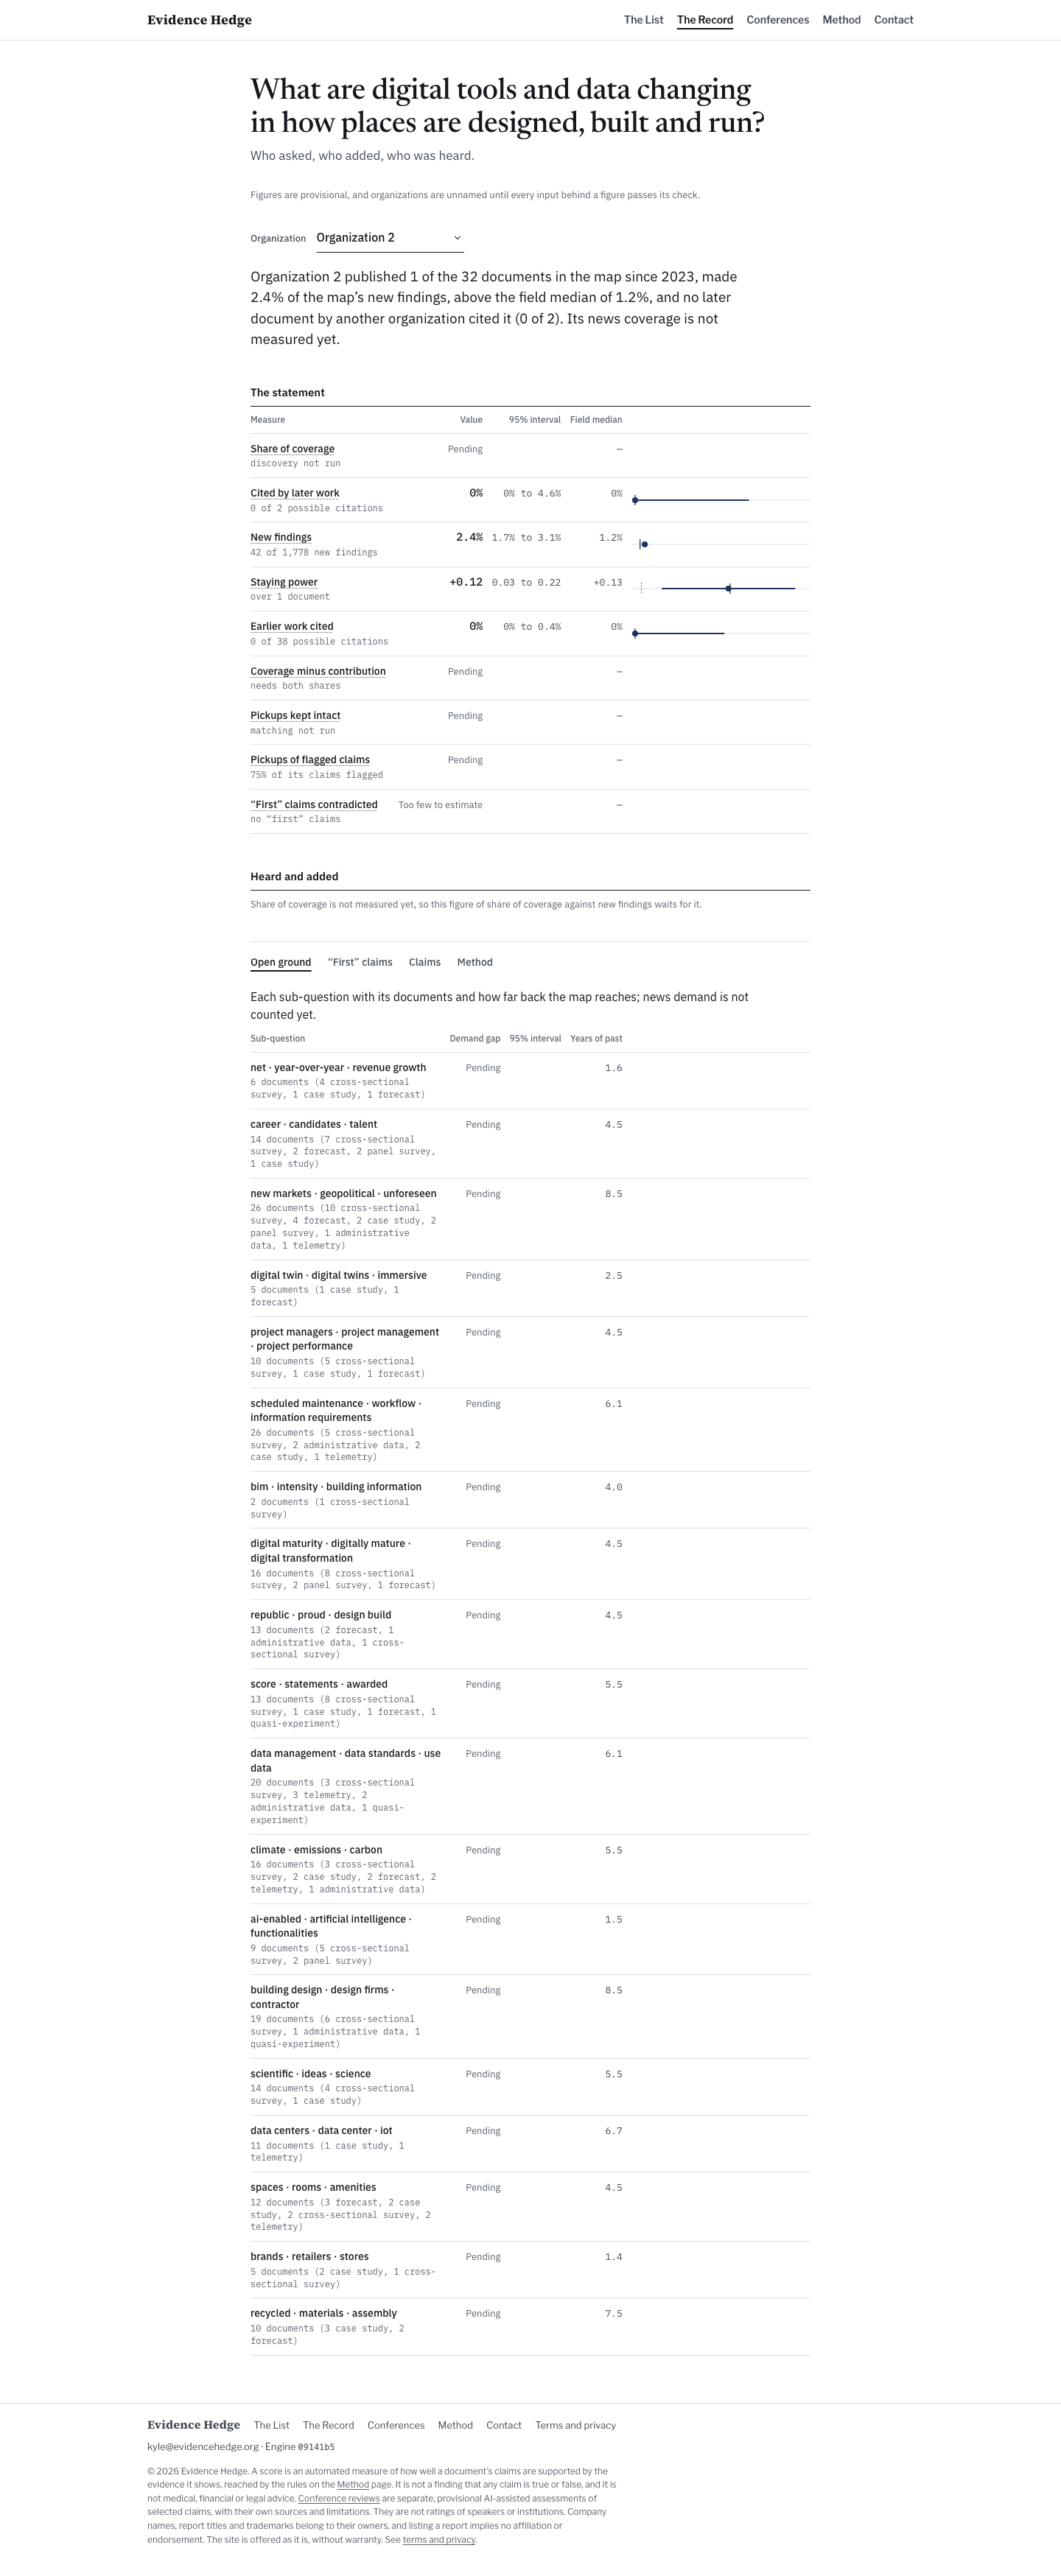 Evidence Hedge
The List The Record Conferences Method Contact
What are digital tools and data changing
in how places are designed, built and run?
Who asked, who added, who was heard.
Figures are provisional, and organizations are unnamed until every input behind a figure passes its check.
Organization Organization 2
Organization 2 published 1 of the 32 documents in the map since 2023, made
2.4% of the map’s new findings, above the field median of 1.2%, and no later
document by another organization cited it (0 of 2). Its news coverage is not
measured yet.
The statement
Measure Value 95% interval Field median
Share of coverage Pending –
discovery not run
Cited by later work 0% 0% to 4.6% 0%
0 of 2 possible citations
New findings 2.4% 1.7% to 3.1% 1.2%
42 of 1,778 new findings
Staying power +0.12 0.03 to 0.22 +0.13
over 1 document
Earlier work cited 0% 0% to 0.4% 0%
0 of 38 possible citations
Coverage minus contribution Pending –
needs both shares
Pickups kept intact Pending –
matching not run
Pickups of flagged claims Pending –
75% of its claims flagged
“First” claims contradicted Too few to estimate –
no “first” claims
Heard and added
Share of coverage is not measured yet, so this figure of share of coverage against new findings waits for it.
Open ground “First” claims Claims Method
Each sub-question with its documents and how far back the map reaches; news demand is not
counted yet.
Sub-question Demand gap 95% interval Years of past
net · year-over-year · revenue growth Pending 1.6
6 documents (4 cross-sectional
survey, 1 case study, 1 forecast)
career · candidates · talent Pending 4.5
14 documents (7 cross-sectional
survey, 2 forecast, 2 panel survey,
1 case study)
new markets · geopolitical · unforeseen Pending 8.5
26 documents (10 cross-sectional
survey, 4 forecast, 2 case study, 2
panel survey, 1 administrative
data, 1 telemetry)
digital twin · digital twins · immersive Pending 2.5
5 documents (1 case study, 1
forecast)
project managers · project management Pending 4.5
· project performance
10 documents (5 cross-sectional
survey, 1 case study, 1 forecast)
scheduled maintenance · workflow · Pending 6.1
information requirements
26 documents (5 cross-sectional
survey, 2 administrative data, 2
case study, 1 telemetry)
bim · intensity · building information Pending 4.0
2 documents (1 cross-sectional
survey)
digital maturity · digitally mature · Pending 4.5
digital transformation
16 documents (8 cross-sectional
survey, 2 panel survey, 1 forecast)
republic · proud · design build Pending 4.5
13 documents (2 forecast, 1
administrative data, 1 cross-
sectional survey)
score · statements · awarded Pending 5.5
13 documents (8 cross-sectional
survey, 1 case study, 1 forecast, 1
quasi-experiment)
data management · data standards · use Pending 6.1
data
20 documents (3 cross-sectional
survey, 3 telemetry, 2
administrative data, 1 quasi-
experiment)
climate · emissions · carbon Pending 5.5
16 documents (3 cross-sectional
survey, 2 case study, 2 forecast, 2
telemetry, 1 administrative data)
ai-enabled · artificial intelligence · Pending 1.5
functionalities
9 documents (5 cross-sectional
survey, 2 panel survey)
building design · design firms · Pending 8.5
contractor
19 documents (6 cross-sectional
survey, 1 administrative data, 1
quasi-experiment)
scientific · ideas · science Pending 5.5
14 documents (4 cross-sectional
survey, 1 case study)
data centers · data center · iot Pending 6.7
11 documents (1 case study, 1
telemetry)
spaces · rooms · amenities Pending 4.5
12 documents (3 forecast, 2 case
study, 2 cross-sectional survey, 2
telemetry)
brands · retailers · stores Pending 1.4
5 documents (2 case study, 1 cross-
sectional survey)
recycled · materials · assembly Pending 7.5
10 documents (3 case study, 2
forecast)
Evidence Hedge The List The Record Conferences Method Contact Terms and privacy
kyle@evidencehedge.org · Engine 09141b5
© 2026 Evidence Hedge. A score is an automated measure of how well a document’s claims are supported by the
evidence it shows, reached by the rules on the Method page. It is not a finding that any claim is true or false, and it is
not medical, financial or legal advice. Conference reviews are separate, provisional AI-assisted assessments of
selected claims, with their own sources and limitations. They are not ratings of speakers or institutions. Company
names, report titles and trademarks belong to their owners, and listing a report implies no affiliation or
endorsement. The site is offered as it is, without warranty. See terms and privacy.